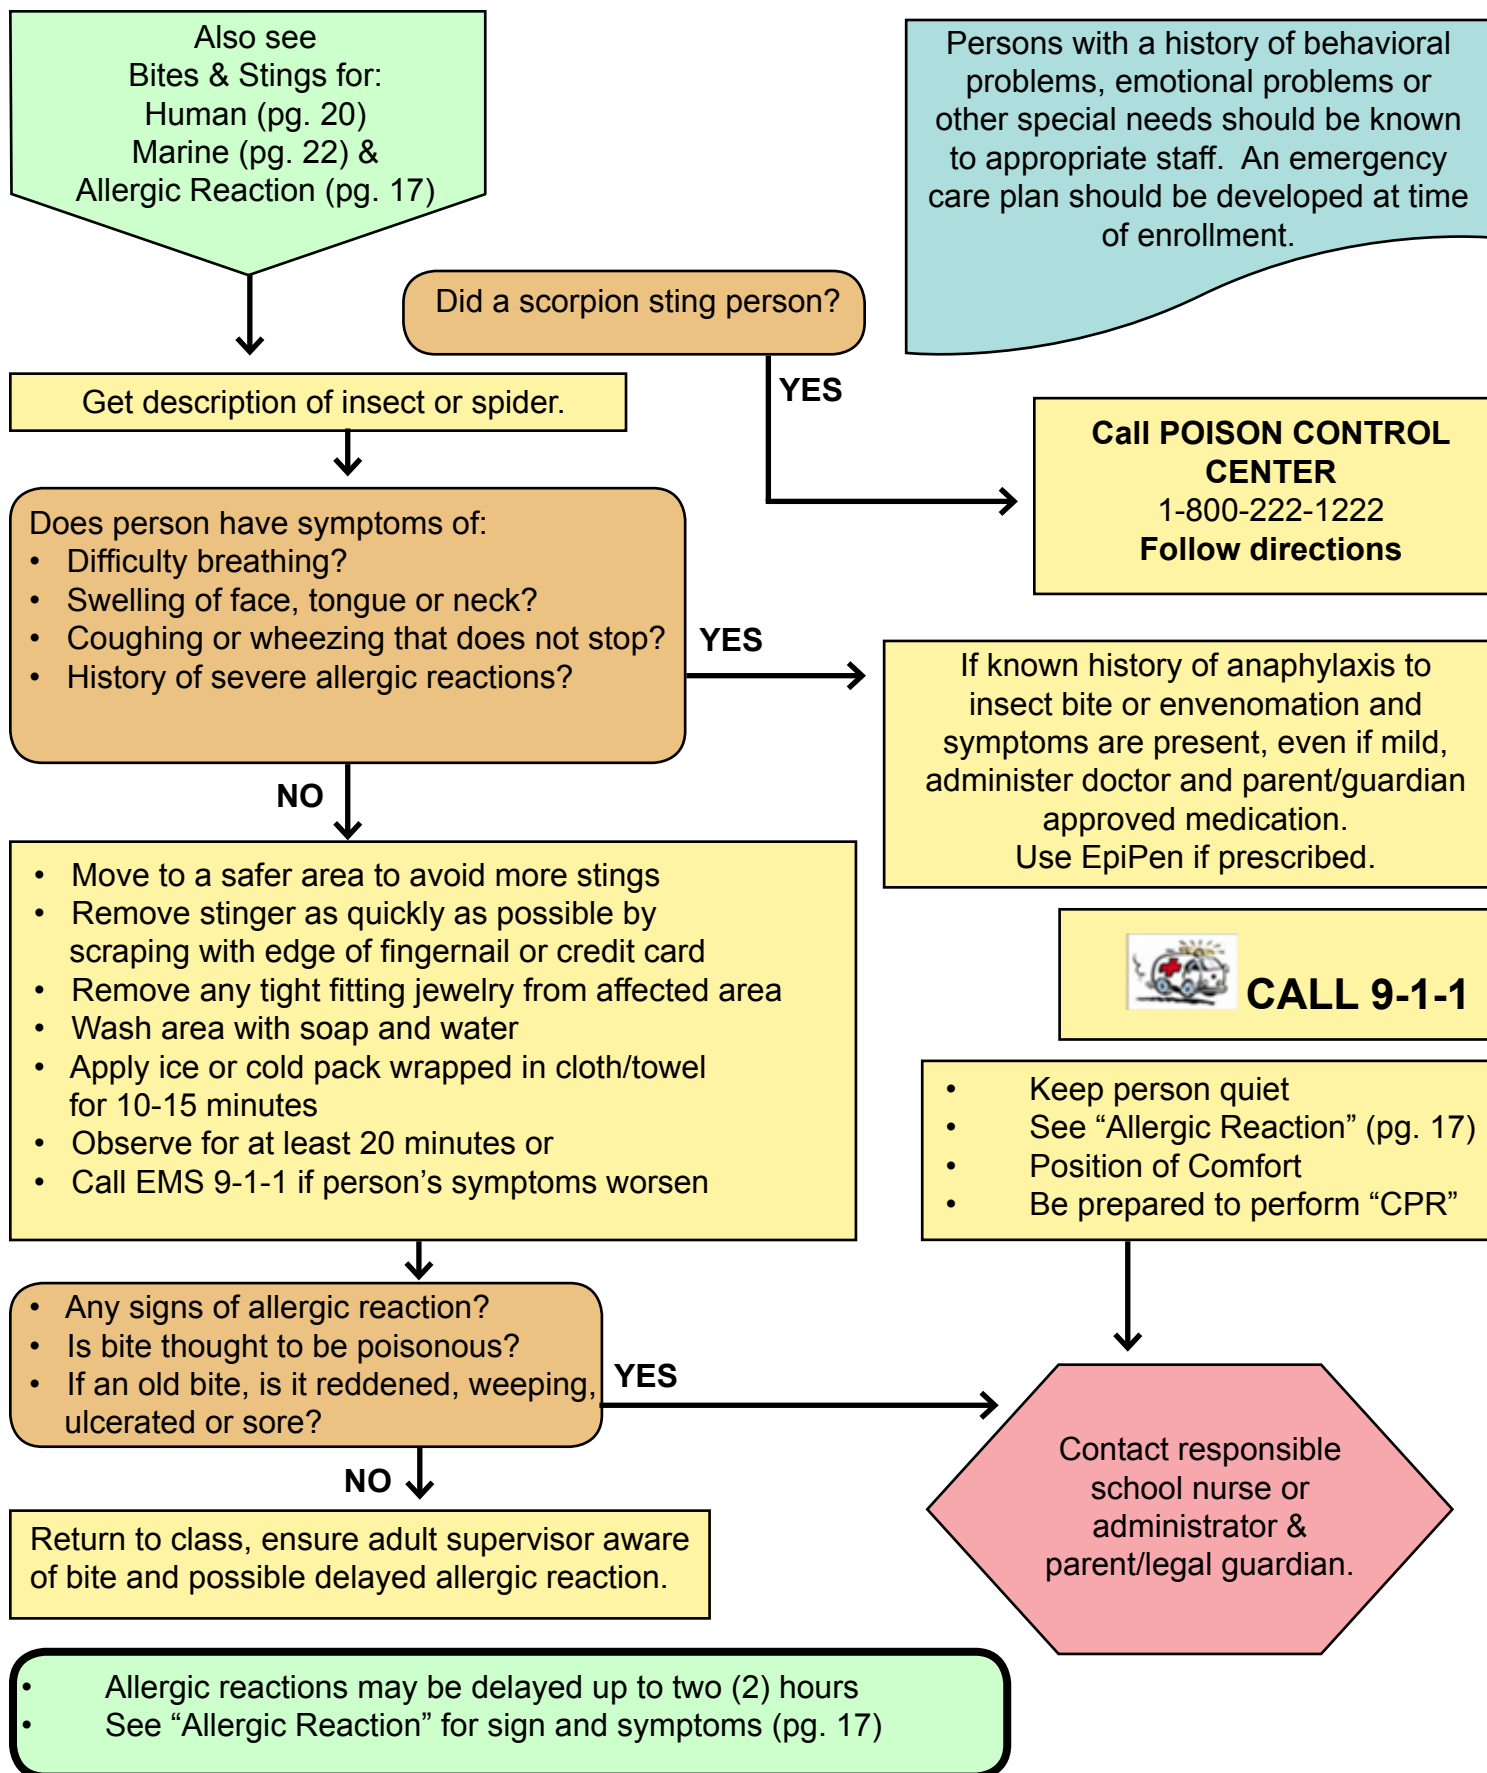 Also see
Bites & Stings for:
Human (pg. 20)
Marine (pg. 22) &
Allergic Reaction (pg. 17)
Persons with a history of behavioral
problems, emotional problems or
other special needs should be known
to appropriate staff.  An emergency
care plan should be developed at time
of enrollment.
Did a scorpion sting person?
YES
Get description of insect or spider.
Call POISON CONTROL
CENTER
1-800-222-1222
Follow directions
Does person have symptoms of:
• Difficulty breathing?
• Swelling of face, tongue or neck?
• Coughing or wheezing that does not stop?
• History of severe allergic reactions?
YES
If known history of anaphylaxis to
insect bite or envenomation and
symptoms are present, even if mild,
administer doctor and parent/guardian
approved medication.
Use EpiPen if prescribed.
NO
• Move to a safer area to avoid more stings
• Remove stinger as quickly as possible by
scraping with edge of fingernail or credit card
• Remove any tight fitting jewelry from affected area
• Wash area with soap and water
• Apply ice or cold pack wrapped in cloth/towel
for 10-15 minutes
• Observe for at least 20 minutes or
• Call EMS 9-1-1 if person’s symptoms worsen
CALL 9-1-1
• Keep person quiet
• See “Allergic Reaction” (pg. 17)
• Position of Comfort
• Be prepared to perform “CPR”
• Any signs of allergic reaction?
• Is bite thought to be poisonous?
• If an old bite, is it reddened, weeping,
ulcerated or sore?
YES
Contact responsible
school nurse or
administrator &
parent/legal guardian.
NO
Return to class, ensure adult supervisor aware
of bite and possible delayed allergic reaction.
• Allergic reactions may be delayed up to two (2) hours
• See “Allergic Reaction” for sign and symptoms (pg. 17)